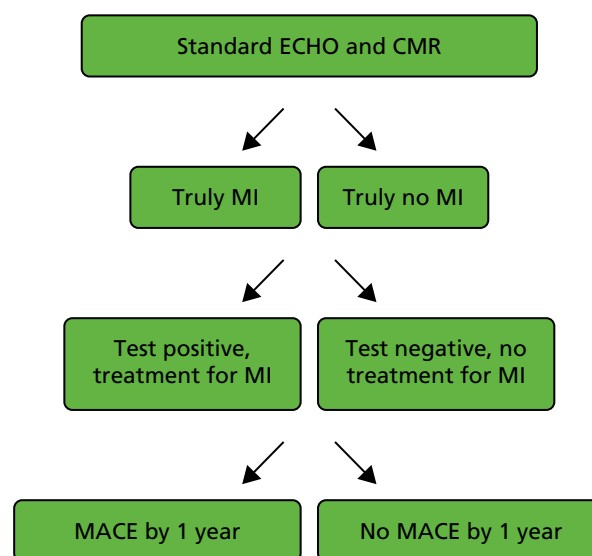 Standard ECHO and CMR
Truly MI
Truly no MI
Test positive,
treatment for MI
Test negative, no
treatment for MI
MACE by 1 year
No MACE by 1 year